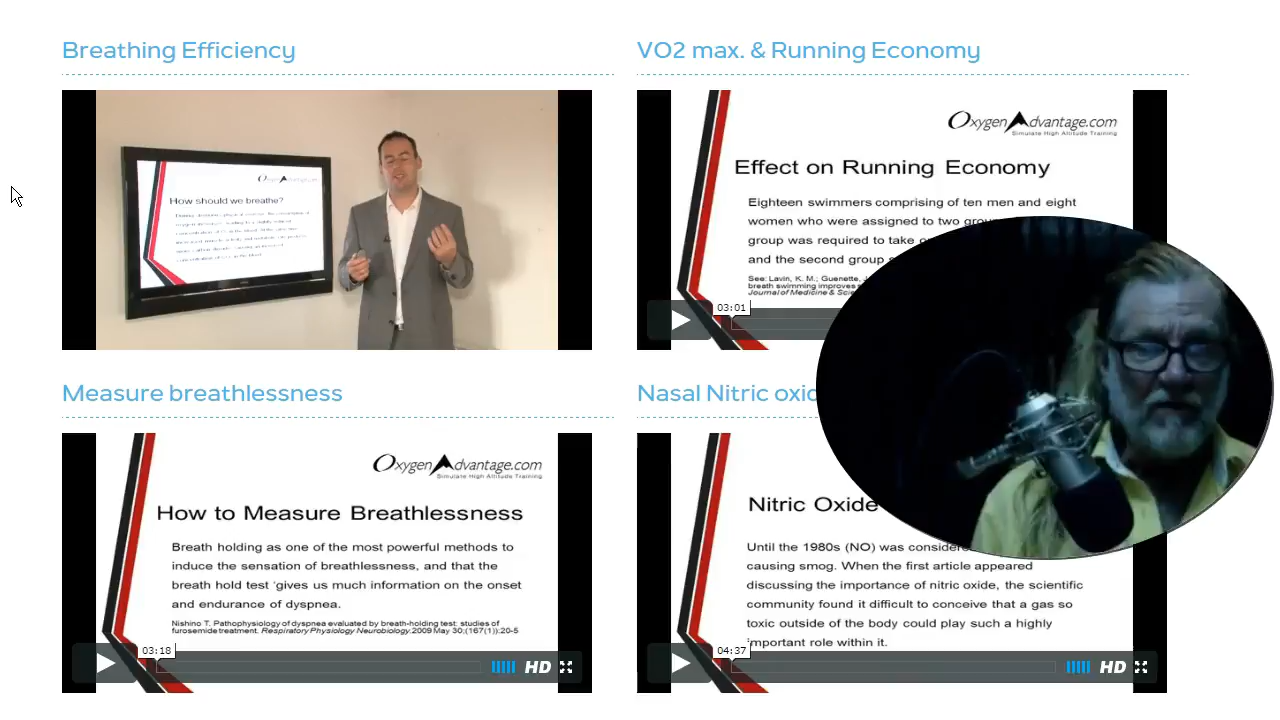 Breathing Efficiency
OxygenAdvantage.com
How should we breathe?
VO2 max. & Running Economy
OxygenAdvantage.com
Simulate High Altitude Training
Effect on Running Economy
Eighteen swimmers comprising of ten men and eight
women who were assigned to two
group was required to take
and the second group
See: Lavin, K. M.; Guenette,
breath swimming improves
Journal of Medicine &
03:01
Measure breathlessness
OxygenAdvantage.com
Simulate High Altitude Training
How to Measure Breathlessness
Breath holding as one of the most powerful methods to
induce the sensation of breathlessness, and that the
breath hold test 'gives us much information on the onset
and endurance of dyspnea.
Nishino T. Pathophysiology of dyspnea evaluated by breath-holding test: studies of
furosemide treatment. Respiratory Physiology Neurobiology.2009 May 30;(167(1)):20-5
03:18
HD
Nasal Nitric
Nitric Oxide
Until the 1980s (NO) was
causing smog. When the first article appeared
discussing the importance of nitric oxide, the scientific
community found it difficult to conceive that a gas so
toxic outside of the body could play such a highly
important role within it.
04:37
HD